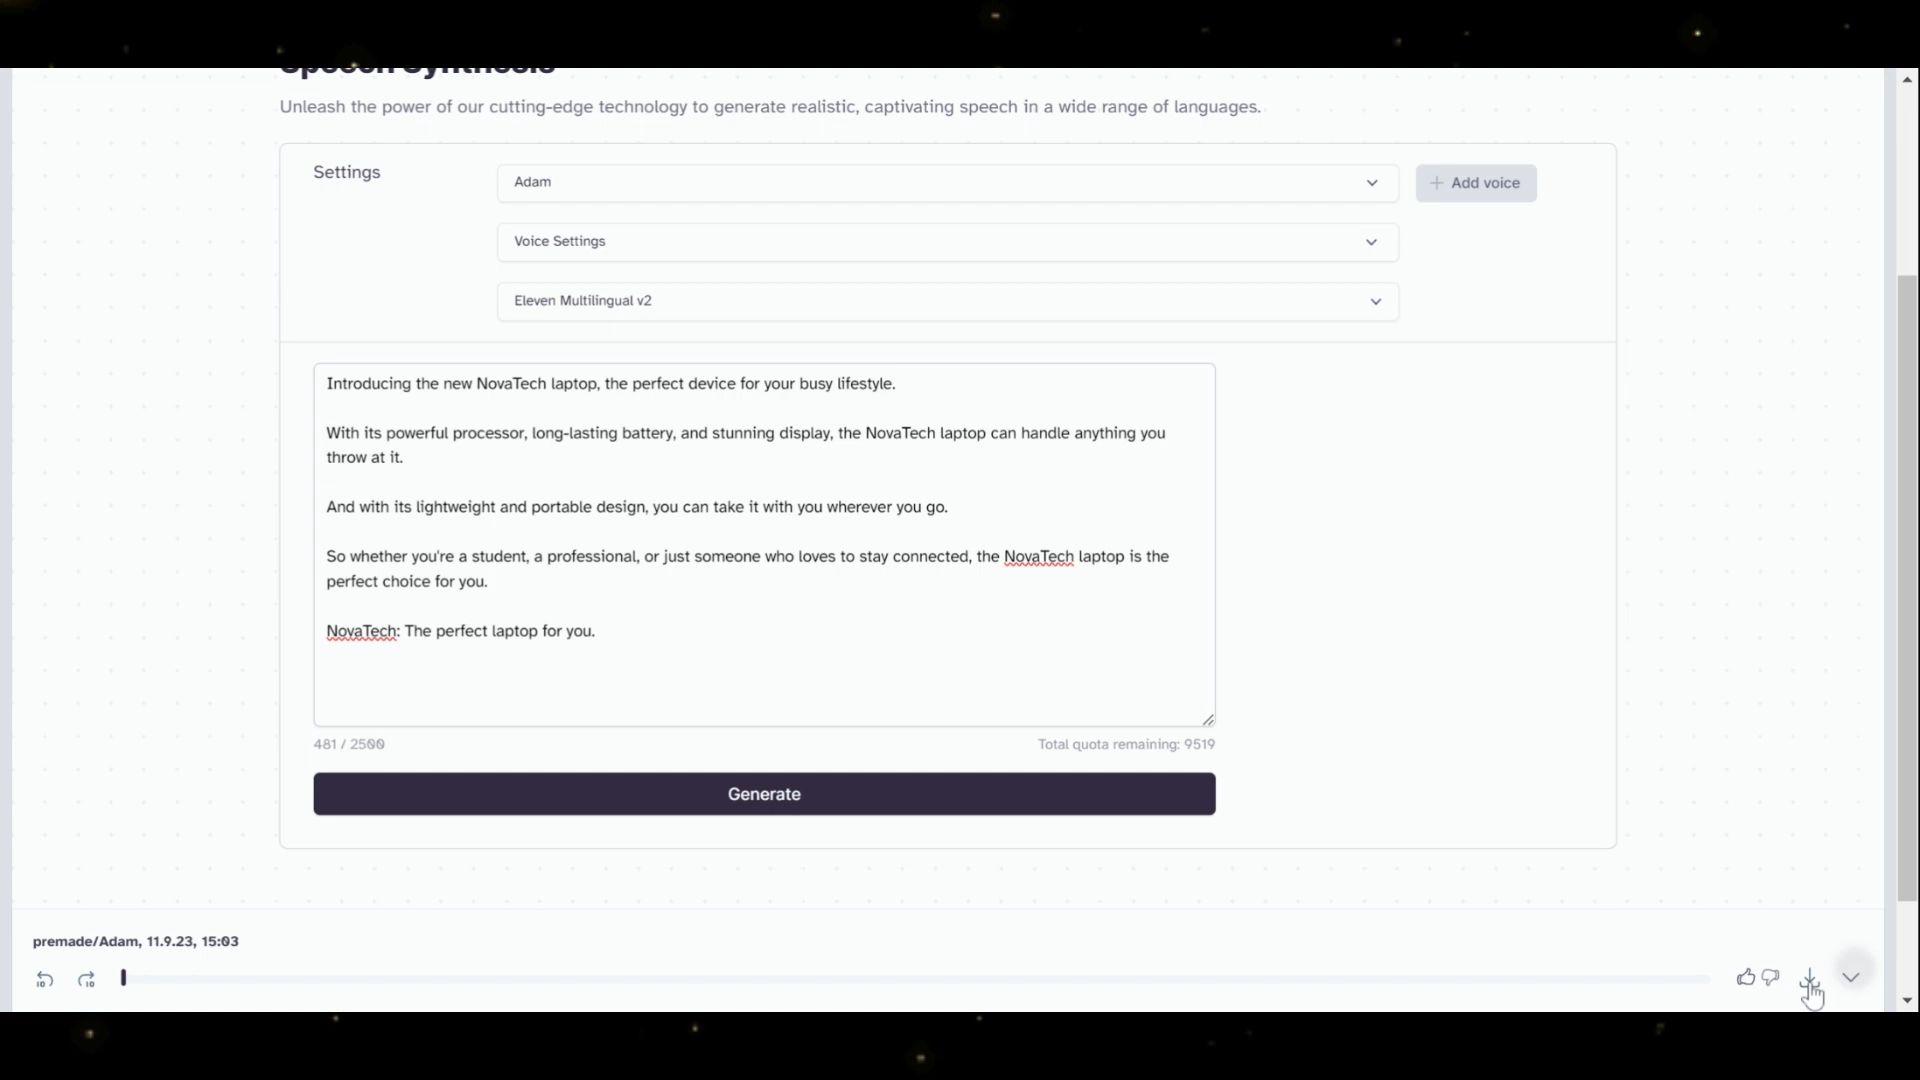 Speech Synthesis
Unleash the power of our cutting-edge technology to generate realistic, captivating speech in a wide range of languages.
Settings
Adam
Add voice
Voice Settings
Eleven Multilingual v2
Introducing the new NovaTech laptop, the perfect device for your busy lifestyle.
With its powerful processor, long-lasting battery, and stunning display, the NovaTech laptop can handle anything you
throw at it.
And with its lightweight and portable design, you can take it with you wherever you go.
So whether you're a student, a professional, or just someone who loves to stay connected, the NovaTech laptop is the
perfect choice for you.
NovaTech: The perfect laptop for you.
481 / 2500
Total quota remaining: 9519
Generate
premade/Adam, 11.9.23, 15:03
10
10